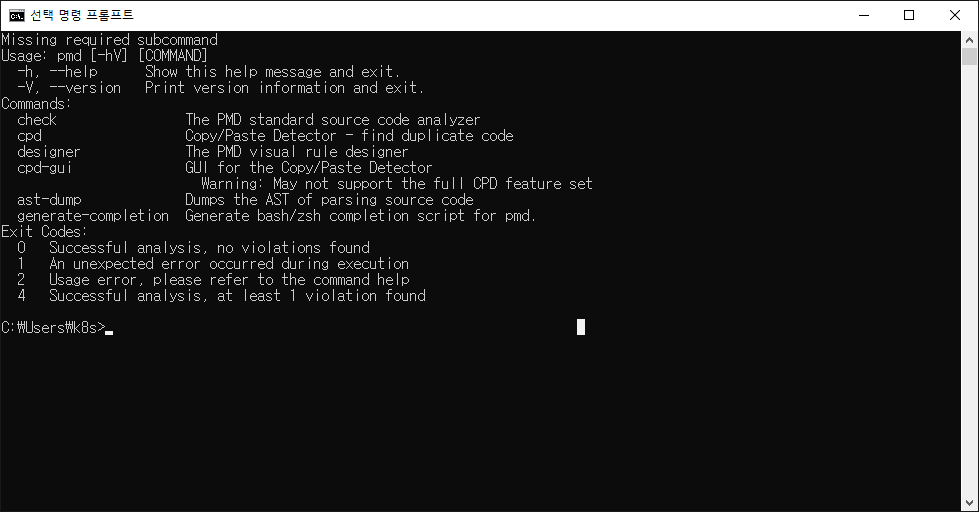 선택 명령 프롬프트
Missing required subcommand
Usage: pmd [-hV] [COMMAND]
  -h, --help      Show this help message and exit.
  -V, --version   Print version information and exit.
Commands:
  check                The PMD standard source code analyzer
  cpd                  Copy/Paste Detector - find duplicate code
  designer             The PMD visual rule designer
  cpd-gui              GUI for the Copy/Paste Detector
                         Warning: May not support the full CPD feature set
  ast-dump             Dumps the AST of parsing source code
  generate-completion  Generate bash/zsh completion script for pmd.
Exit Codes:
  0   Successful analysis, no violations found
  1   An unexpected error occurred during execution
  2   Usage error, please refer to the command help
  4   Successful analysis, at least 1 violation found
C:₩Users₩k8s>